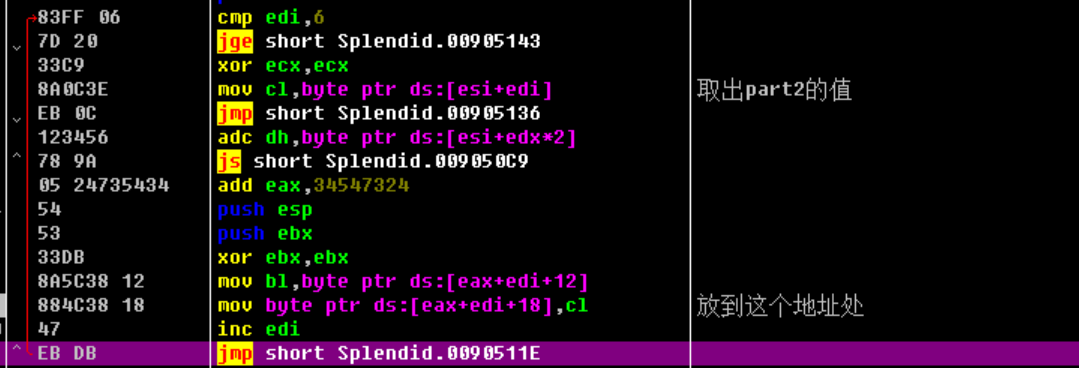 83FF 06 cmp edi,6
7D 20 jge short Splendid.00905143
33C9 xor ecx,ecx
8A0C3E mov cl,byte ptr ds:[esi+edi] 取出part2的值
EB 0C jmp short Splendid.00905136
123456 adc dh,byte ptr ds:[esi+edx*2]
78 9A js short Splendid.009050C9
05 24735434 add eax,34547324
54 push esp
53 push ebx
33DB xor ebx,ebx
8A5C38 12 mov bl,byte ptr ds:[eax+edi+12]
884C38 18 mov byte ptr ds:[eax+edi+18],cl 放到这个地址处
47 inc edi
EB DB jmp short Splendid.0090511E